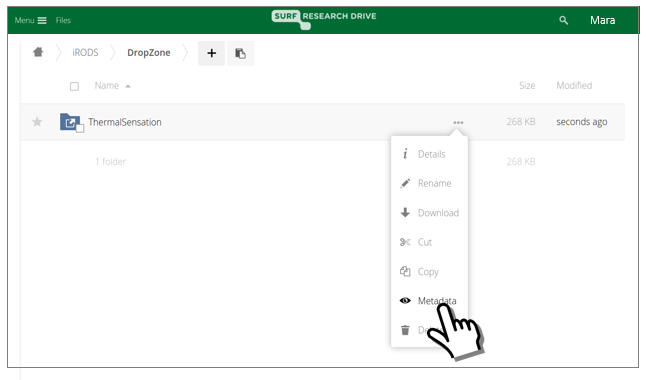 Menu Files SURF RESEARCH DRIVE Mara
iRODS DropZone +
Name Size Modified
ThermalSensation ••• 268 KB seconds ago
1 folder 268 KB
Details
Rename
Download
Cut
Copy
Metadata